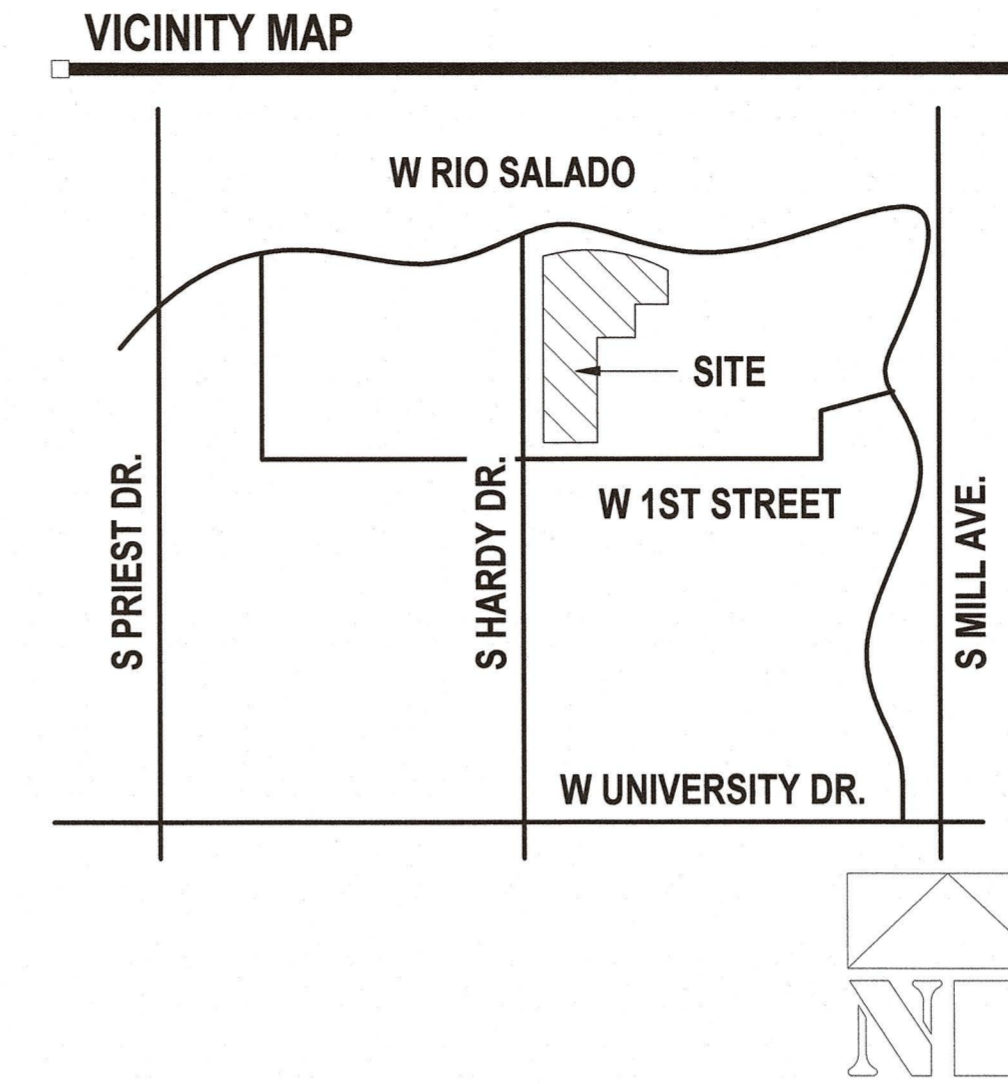 VICINITY MAP
W RIO SALADO
SITE
S PRIEST DR.
S HARDY DR.
W 1ST STREET
S MILL AVE.
W UNIVERSITY DR.
N